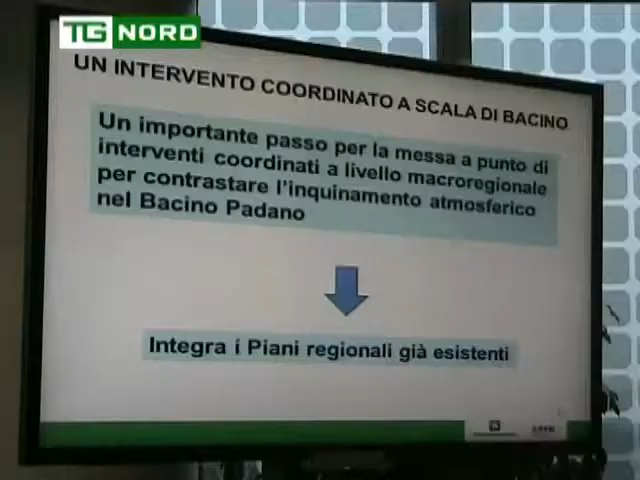 TG NORD
UN INTERVENTO COORDINATO A SCALA DI BACINO
Un importante passo per la messa a punto di
interventi coordinati a livello macroregionale
per contrastare l'inquinamento atmosferico
nel Bacino Padano
Integra i Piani regionali già esistenti